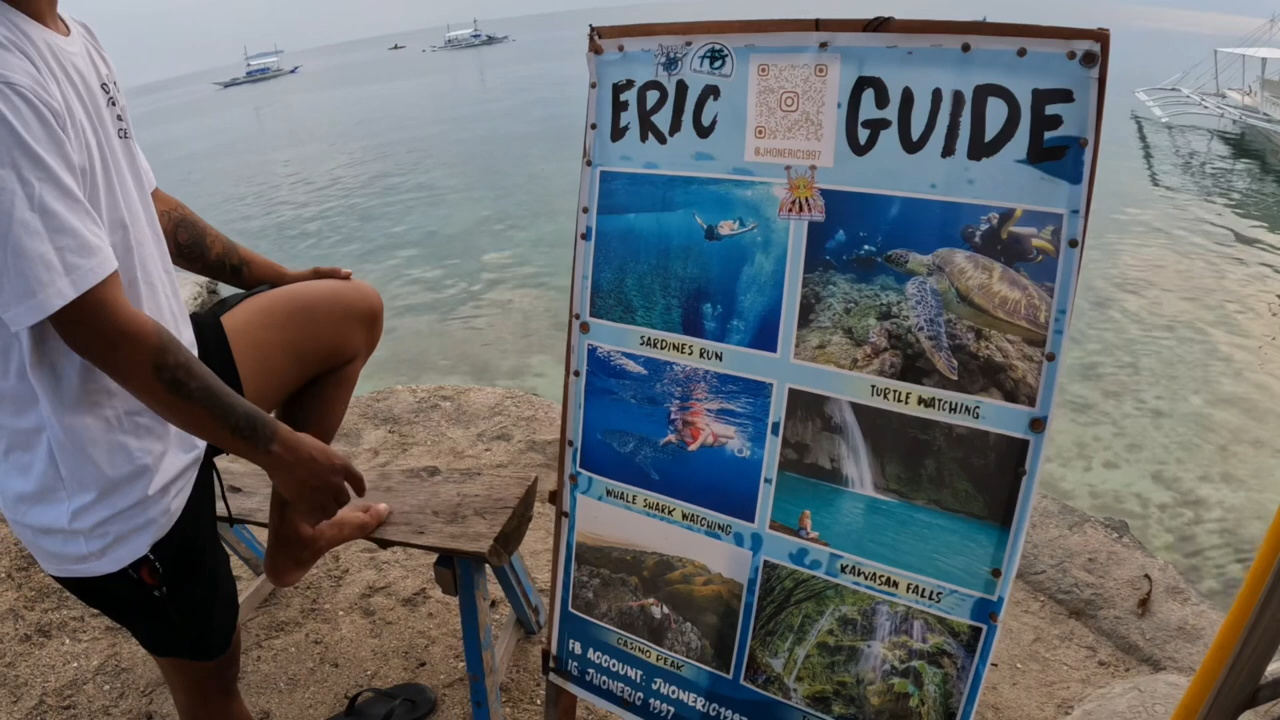 ERIC GUIDE
@JHONERIC1997
SARDINES RUN
TURTLE WATCHING
WHALE SHARK WATCHING
KAWASAN FALLS
CASINO PEAK
FB ACCOUNT: JHONERIC1997
IG: JHONERIC 1997